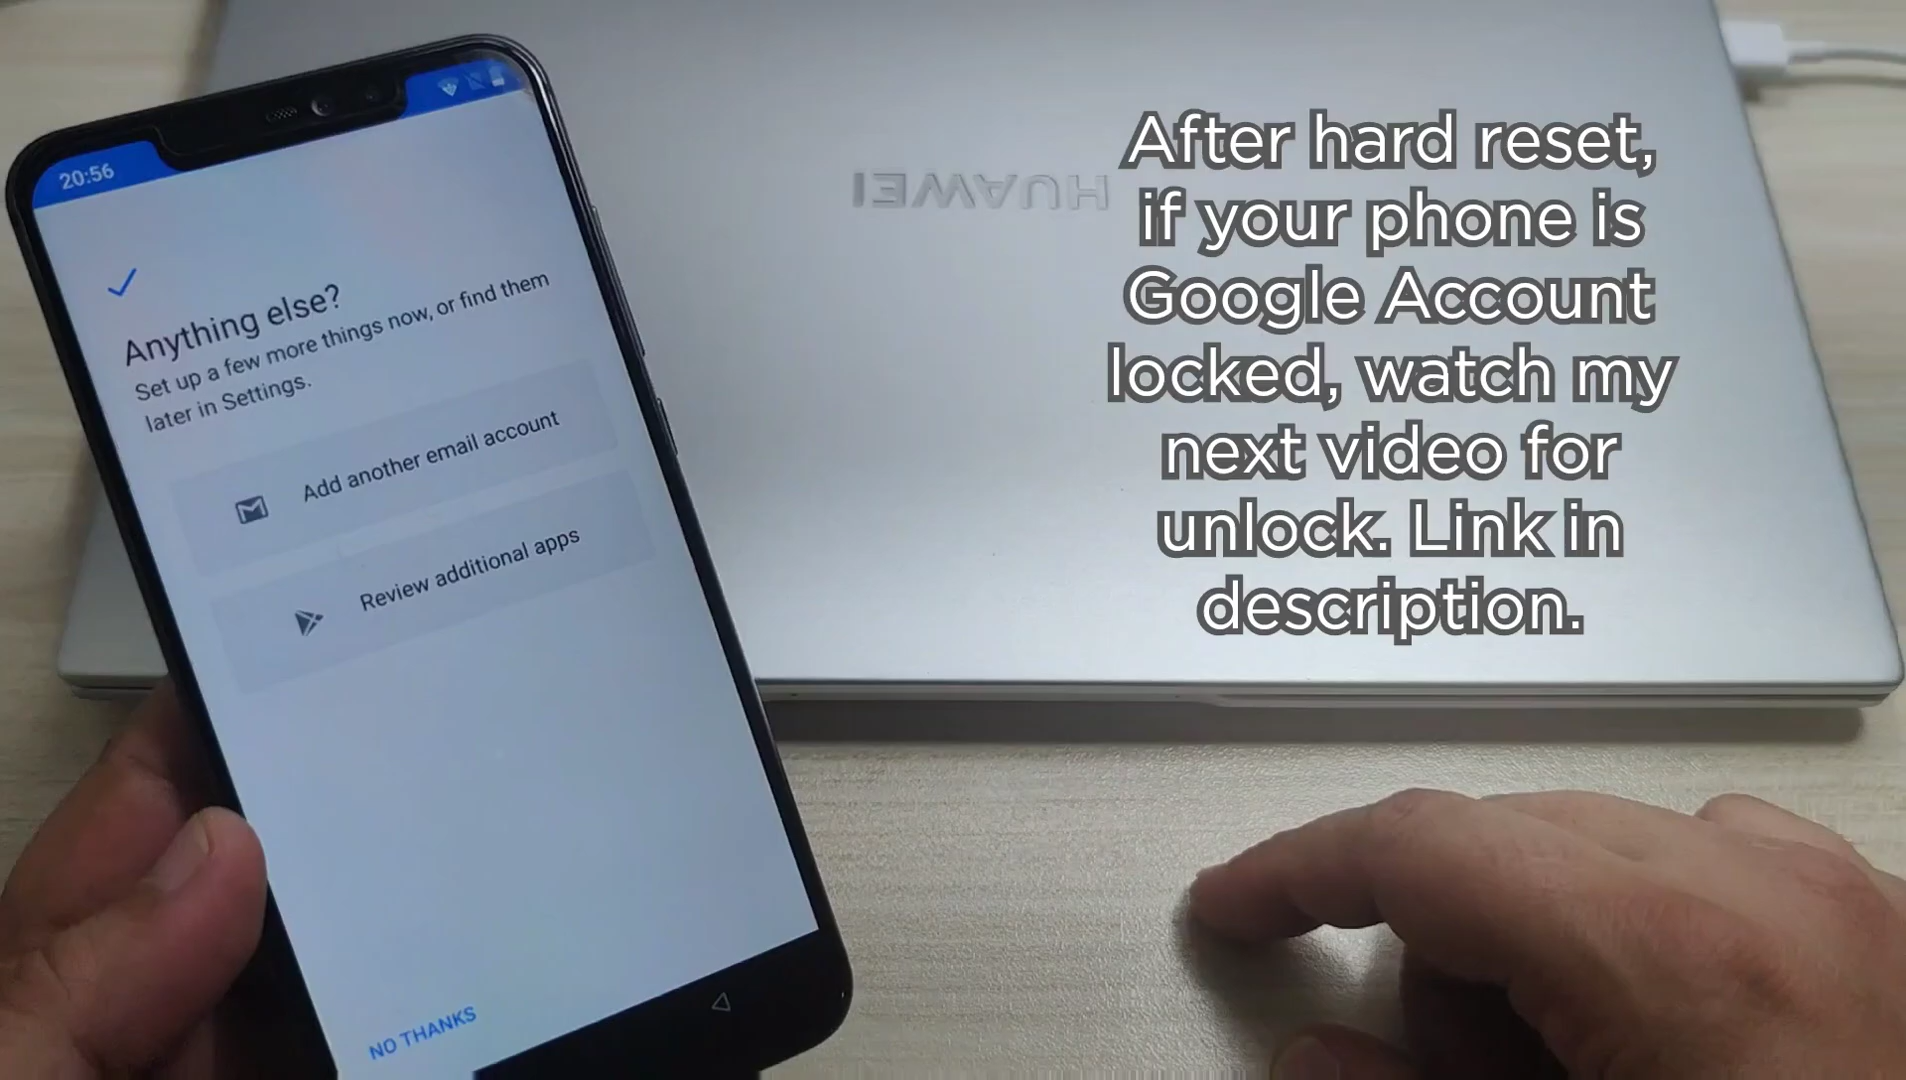 20:56
Anything else?
Set up a few more things now, or find them
later in Settings.
Add another email account
Review additional apps
NO THANKS
HUAWEI
After hard reset,
if your phone is
Google Account
locked, watch my
next video for
unlock. Link in
description.